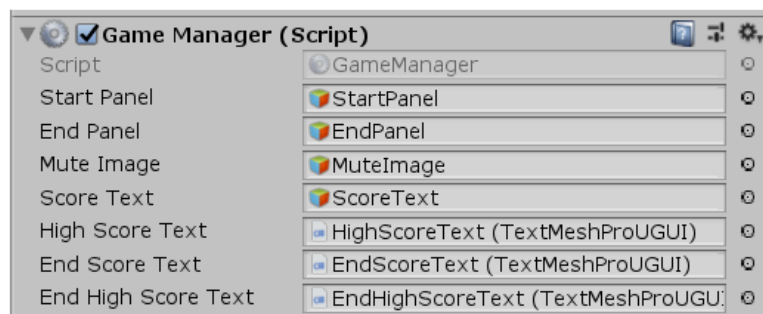 Game Manager (Script)
Script GameManager
Start Panel StartPanel
End Panel EndPanel
Mute Image MuteImage
Score Text ScoreText
High Score Text HighScoreText (TextMeshProUGUI)
End Score Text EndScoreText (TextMeshProUGUI)
End High Score Text EndHighScoreText (TextMeshProUGU